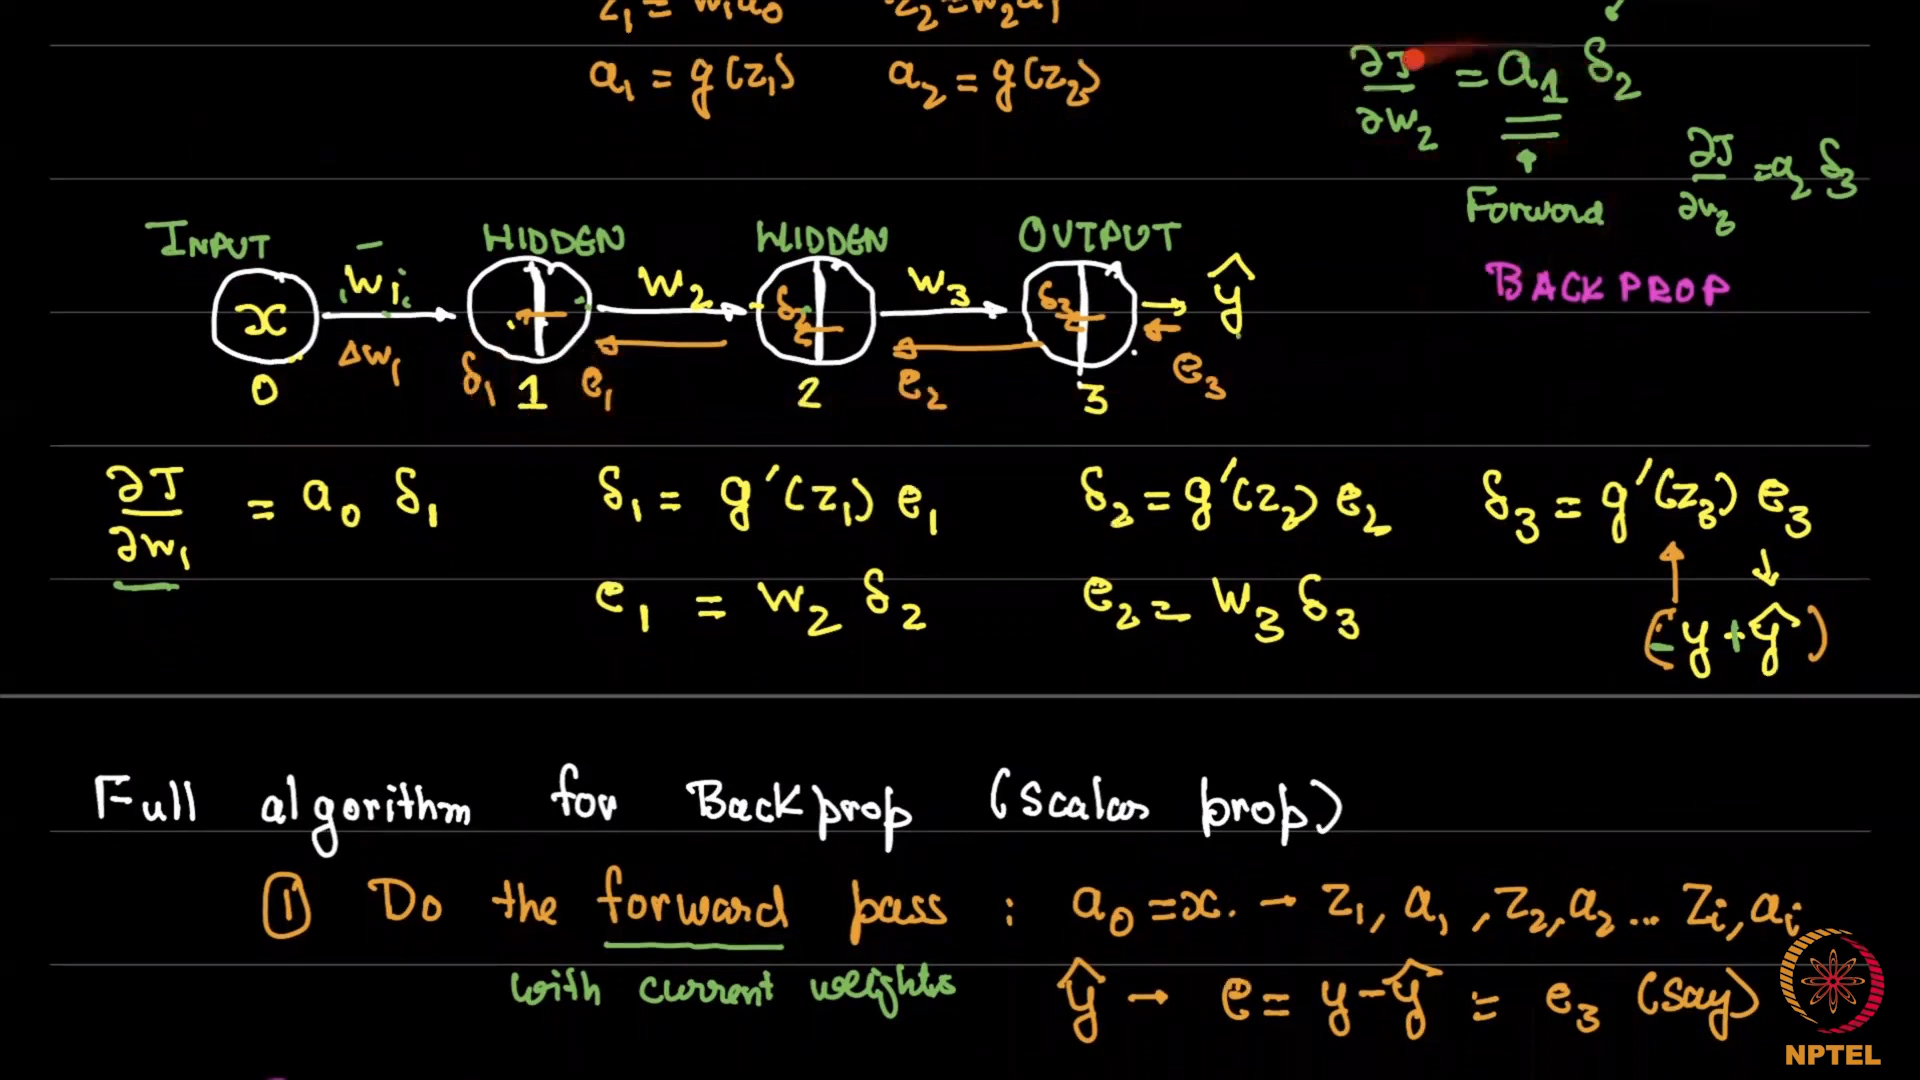 z₁ = w₁a₀   z₂ = w₂a₁
a₁ = g(z₁)   a₂ = g(z₂)
∂J/∂w₂ = a₁ δ₂
Forward
∂J/∂w₃ = a₂ δ₃
BACKPROP
INPUT   HIDDEN   HIDDEN   OUTPUT
x   w₁   w₂   δ₂   w₃   δ₃   ŷ
Δw₁   δ₁   e₁   e₂   e₃
0   1   2   3
∂J/∂w₁ = a₀ δ₁   δ₁ = g′(z₁) e₁   δ₂ = g′(z₂) e₂   δ₃ = g′(z₃) e₃
e₁ = w₂ δ₂   e₂ = w₃ δ₃   (-y + ŷ)
Full algorithm for Backprop (scalar prop)
① Do the forward pass : a₀ = x. → z₁, a₁, z₂, a₂ ... zᵢ, aᵢ
with current weights   ŷ → e = y - ŷ = e₃ (say)
NPTEL